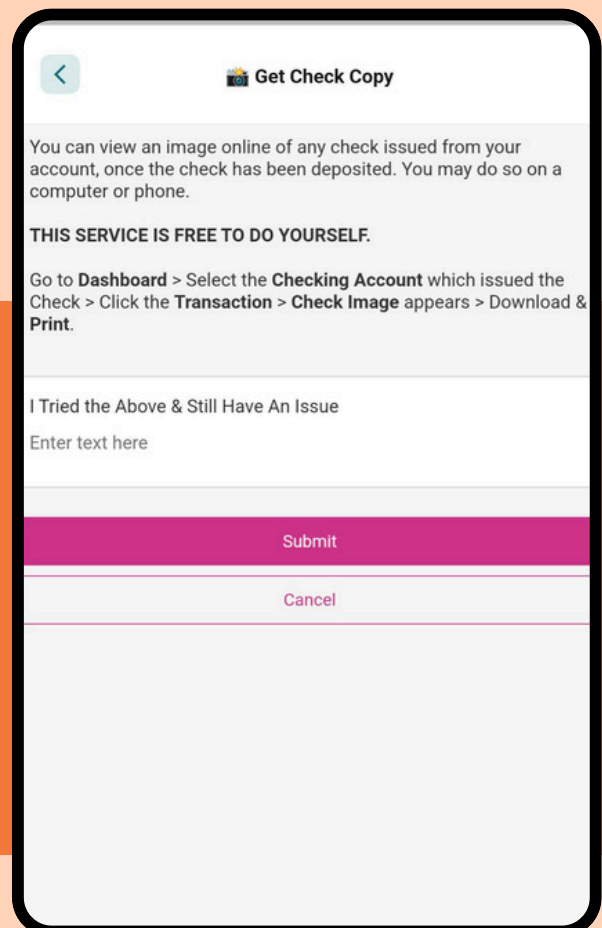 📸 Get Check Copy
You can view an image online of any check issued from your
account, once the check has been deposited. You may do so on a
computer or phone.
THIS SERVICE IS FREE TO DO YOURSELF.
Go to Dashboard > Select the Checking Account which issued the
Check > Click the Transaction > Check Image appears > Download &
Print.
I Tried the Above & Still Have An Issue
Enter text here
Submit
Cancel